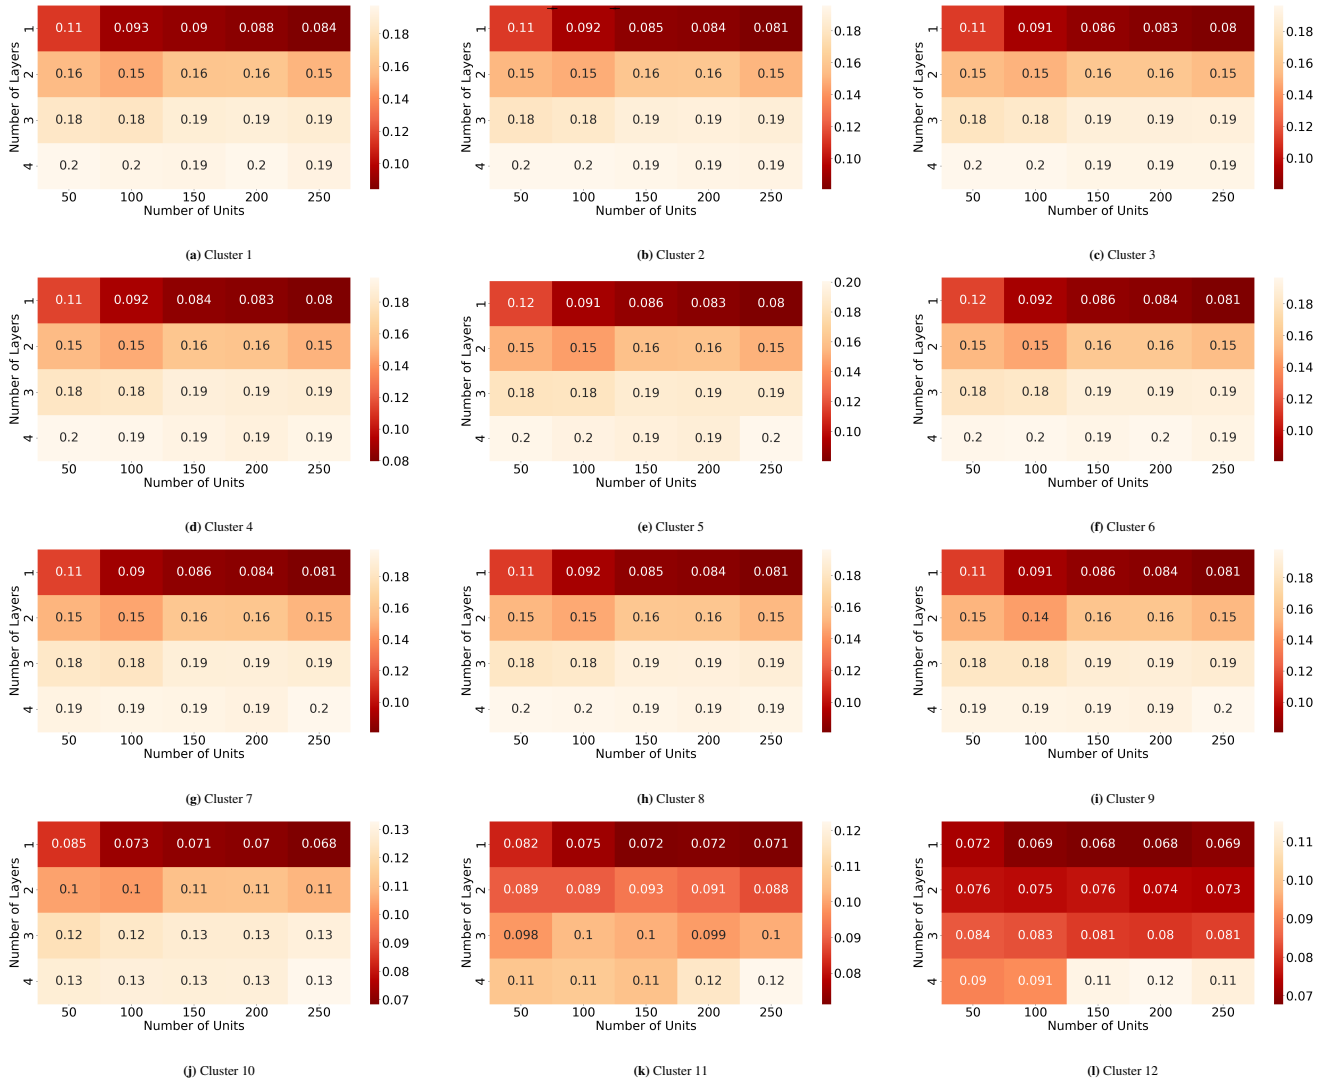 Number of Layers
1 0.11 0.093 0.09 0.088 0.084
2 0.16 0.15 0.16 0.16 0.15
3 0.18 0.18 0.19 0.19 0.19
4 0.2 0.2 0.19 0.2 0.19
50 100 150 200 250
Number of Units
0.18
0.16
0.14
0.12
0.10
(a) Cluster 1
Number of Layers
1 0.11 0.092 0.085 0.084 0.081
2 0.15 0.15 0.16 0.16 0.15
3 0.18 0.18 0.19 0.19 0.19
4 0.2 0.2 0.19 0.19 0.19
50 100 150 200 250
Number of Units
0.18
0.16
0.14
0.12
0.10
(b) Cluster 2
Number of Layers
1 0.11 0.091 0.086 0.083 0.08
2 0.15 0.15 0.16 0.16 0.15
3 0.18 0.18 0.19 0.19 0.19
4 0.2 0.2 0.19 0.19 0.19
50 100 150 200 250
Number of Units
0.18
0.16
0.14
0.12
0.10
(c) Cluster 3
Number of Layers
1 0.11 0.092 0.084 0.083 0.08
2 0.15 0.15 0.16 0.16 0.15
3 0.18 0.18 0.19 0.19 0.19
4 0.2 0.19 0.19 0.19 0.19
50 100 150 200 250
Number of Units
0.18
0.16
0.14
0.12
0.10
0.08
(d) Cluster 4
Number of Layers
1 0.12 0.091 0.086 0.083 0.08
2 0.15 0.15 0.16 0.16 0.15
3 0.18 0.18 0.19 0.19 0.19
4 0.2 0.2 0.19 0.19 0.2
50 100 150 200 250
Number of Units
0.20
0.18
0.16
0.14
0.12
0.10
(e) Cluster 5
Number of Layers
1 0.12 0.092 0.086 0.084 0.081
2 0.15 0.15 0.16 0.16 0.15
3 0.18 0.18 0.19 0.19 0.19
4 0.2 0.2 0.19 0.2 0.19
50 100 150 200 250
Number of Units
0.18
0.16
0.14
0.12
0.10
(f) Cluster 6
Number of Layers
1 0.11 0.09 0.086 0.084 0.081
2 0.15 0.15 0.16 0.16 0.15
3 0.18 0.18 0.19 0.19 0.19
4 0.19 0.19 0.19 0.19 0.2
50 100 150 200 250
Number of Units
0.18
0.16
0.14
0.12
0.10
(g) Cluster 7
Number of Layers
1 0.11 0.092 0.085 0.084 0.081
2 0.15 0.15 0.16 0.16 0.15
3 0.18 0.18 0.19 0.19 0.19
4 0.2 0.2 0.19 0.19 0.19
50 100 150 200 250
Number of Units
0.18
0.16
0.14
0.12
0.10
(h) Cluster 8
Number of Layers
1 0.11 0.091 0.086 0.084 0.081
2 0.15 0.14 0.16 0.16 0.15
3 0.18 0.18 0.19 0.19 0.19
4 0.19 0.19 0.19 0.19 0.2
50 100 150 200 250
Number of Units
0.18
0.16
0.14
0.12
0.10
(i) Cluster 9
Number of Layers
1 0.085 0.073 0.071 0.07 0.068
2 0.1 0.1 0.11 0.11 0.11
3 0.12 0.12 0.13 0.13 0.13
4 0.13 0.13 0.13 0.13 0.13
50 100 150 200 250
Number of Units
0.13
0.12
0.11
0.10
0.09
0.08
0.07
(j) Cluster 10
Number of Layers
1 0.082 0.075 0.072 0.072 0.071
2 0.089 0.089 0.093 0.091 0.088
3 0.098 0.1 0.1 0.099 0.1
4 0.11 0.11 0.11 0.12 0.12
50 100 150 200 250
Number of Units
0.12
0.11
0.10
0.09
0.08
(k) Cluster 11
Number of Layers
1 0.072 0.069 0.068 0.068 0.069
2 0.076 0.075 0.076 0.074 0.073
3 0.084 0.083 0.081 0.08 0.081
4 0.09 0.091 0.11 0.12 0.11
50 100 150 200 250
Number of Units
0.11
0.10
0.09
0.08
0.07
(l) Cluster 12